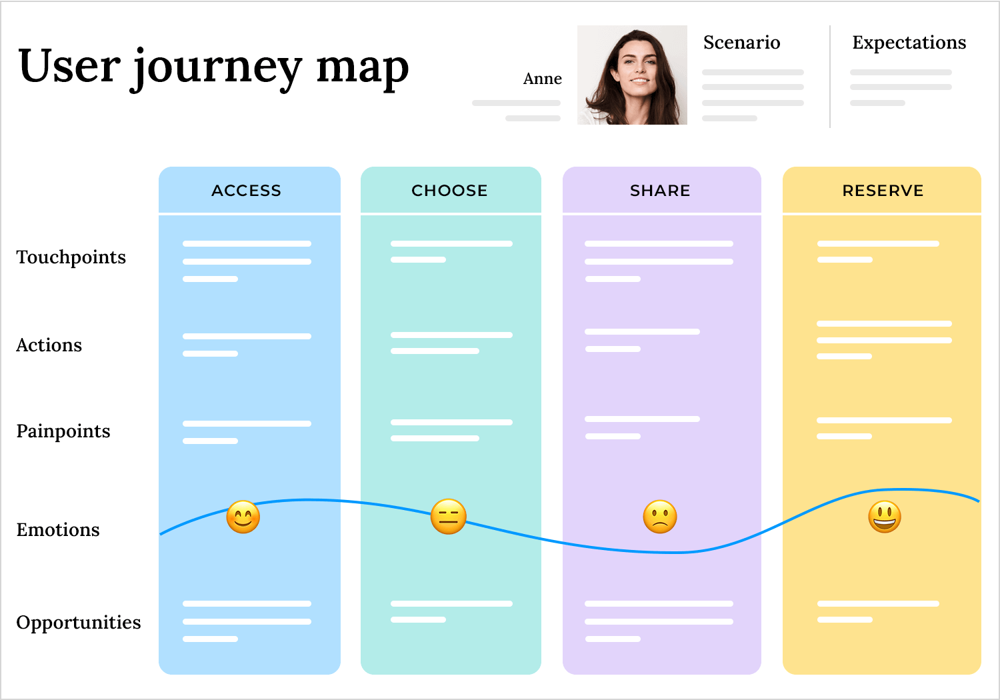 User journey map
Anne
Scenario
Expectations
ACCESS
CHOOSE
SHARE
RESERVE
Touchpoints
Actions
Painpoints
Emotions
Opportunities